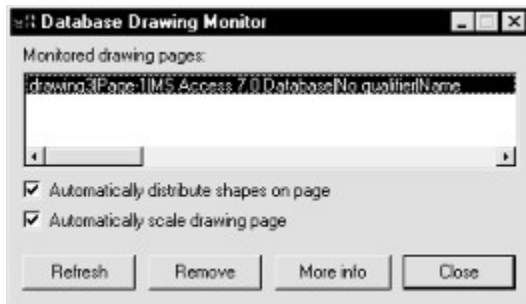 Database Drawing Monitor
Monitored drawing pages:
drawing3|Page-1|MS Access 7.0 Database|No qualifier|Name
Automatically distribute shapes on page
Automatically scale drawing page
Refresh Remove More info Close